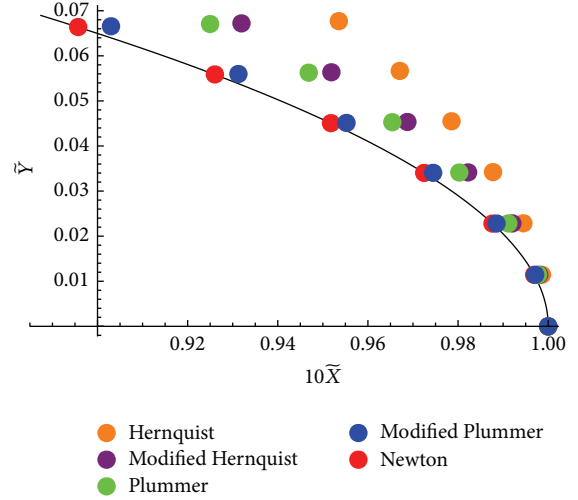 0.07
0.06
0.05
0.04
0.03
0.02
0.01
Ỹ
0.92 0.94 0.96 0.98 1.00
10X̃
Hernquist
Modified Hernquist
Plummer
Modified Plummer
Newton